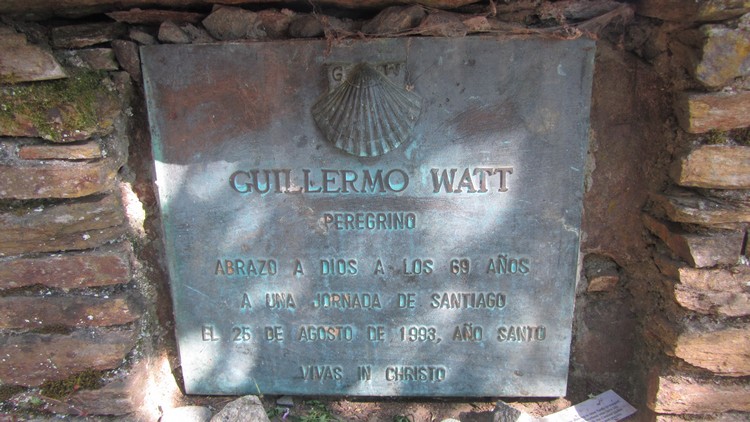 G W
GUILLERMO WATT
PEREGRINO
ABRAZO A DIOS A LOS 69 AÑOS
A UNA JORNADA DE SANTIAGO
EL 25 DE AGOSTO DE 1993, AÑO SANTO
VIVAS IN CHRISTO